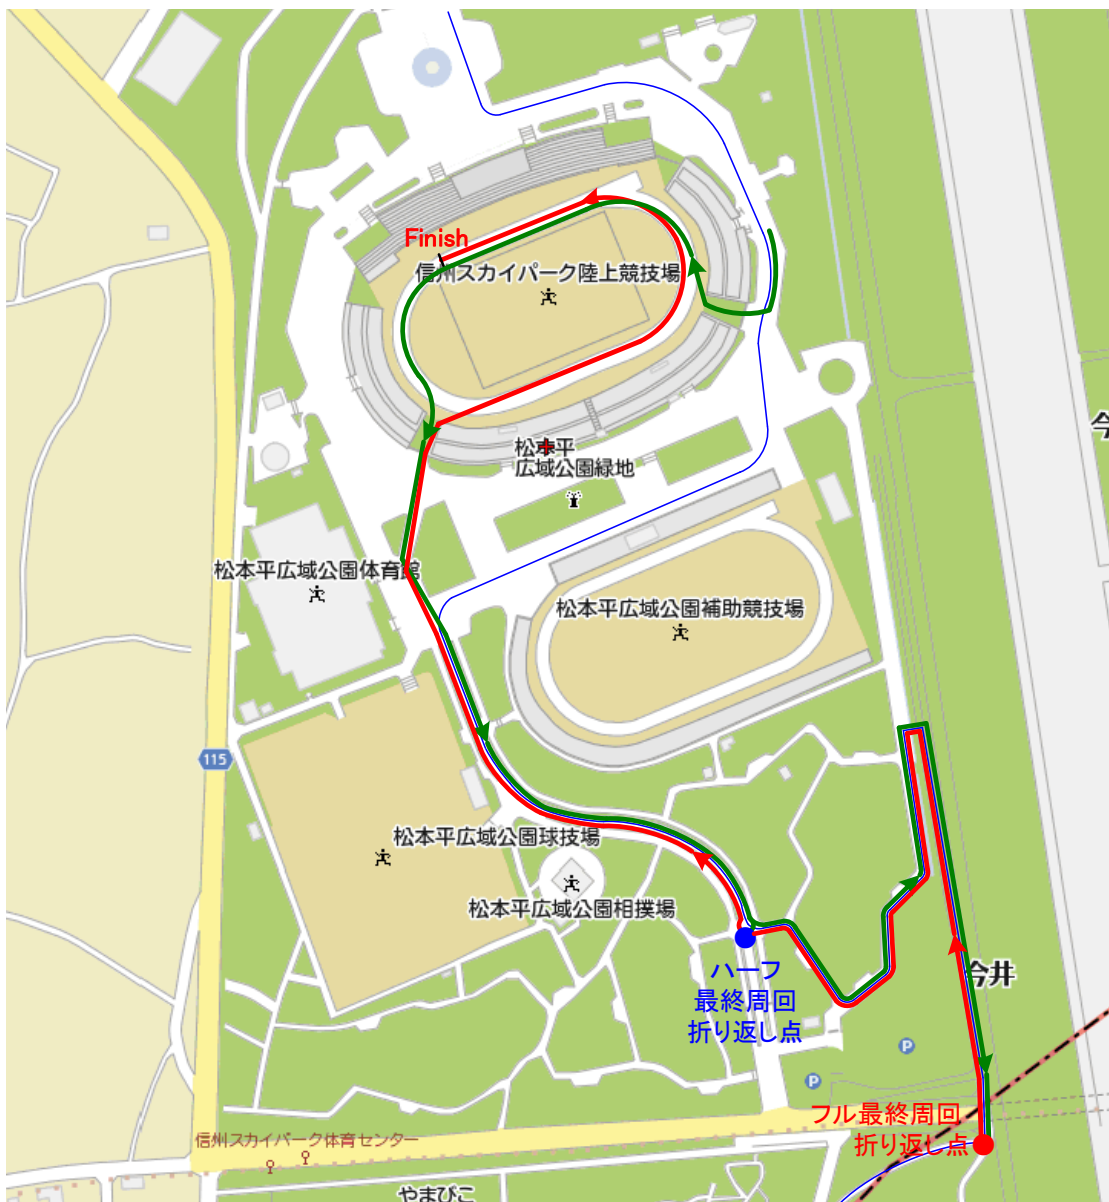 Finish
信州スカイパーク陸上競技場
今
松本平
広域公園緑地
松本平広域公園体育館
松本平広域公園補助競技場
115
松本平広域公園球技場
松本平広域公園相撲場
ハーフ
最終周回
折り返し点
今井
P
P
フル最終周回
折り返し点
信州スカイパーク体育センター
やまびこ